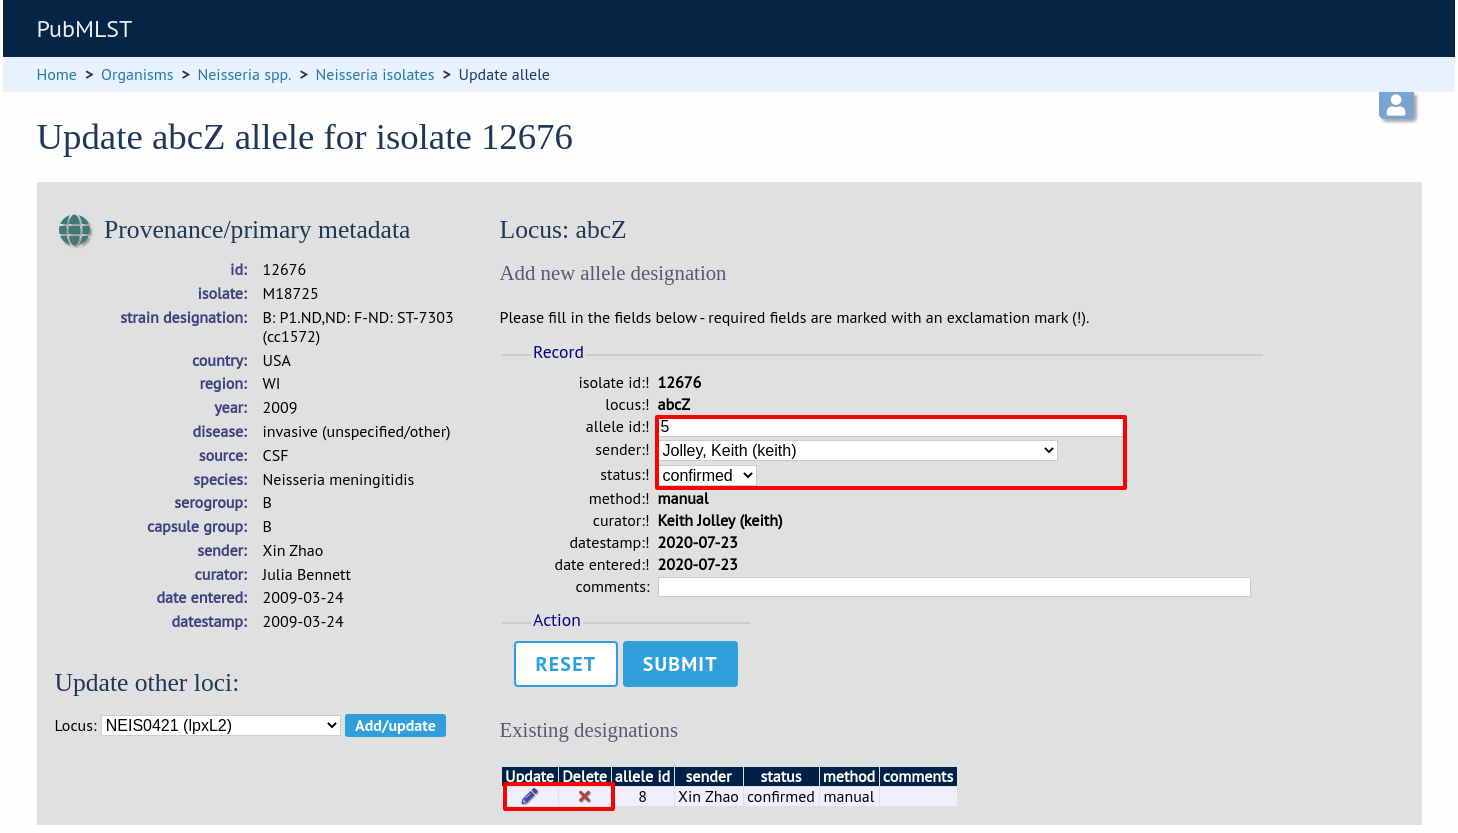 PubMLST
Home > Organisms > Neisseria spp. > Neisseria isolates > Update allele
Update abcZ allele for isolate 12676
Provenance/primary metadata
id: 12676
isolate: M18725
strain designation: B: P1.ND,ND: F-ND: ST-7303
(cc1572)
country: USA
region: WI
year: 2009
disease: invasive (unspecified/other)
source: CSF
species: Neisseria meningitidis
serogroup: B
capsule group: B
sender: Xin Zhao
curator: Julia Bennett
date entered: 2009-03-24
datestamp: 2009-03-24
Update other loci:
Locus: NEIS0421 (lpxL2) Add/update
Locus: abcZ
Add new allele designation
Please fill in the fields below - required fields are marked with an exclamation mark (!).
Record
isolate id:! 12676
locus:! abcZ
allele id:! 5
sender:! Jolley, Keith (keith)
status:! confirmed
method:! manual
curator:! Keith Jolley (keith)
datestamp:! 2020-07-23
date entered:! 2020-07-23
comments:
Action
RESET SUBMIT
Existing designations
Update Delete allele id sender status method comments
8 Xin Zhao confirmed manual